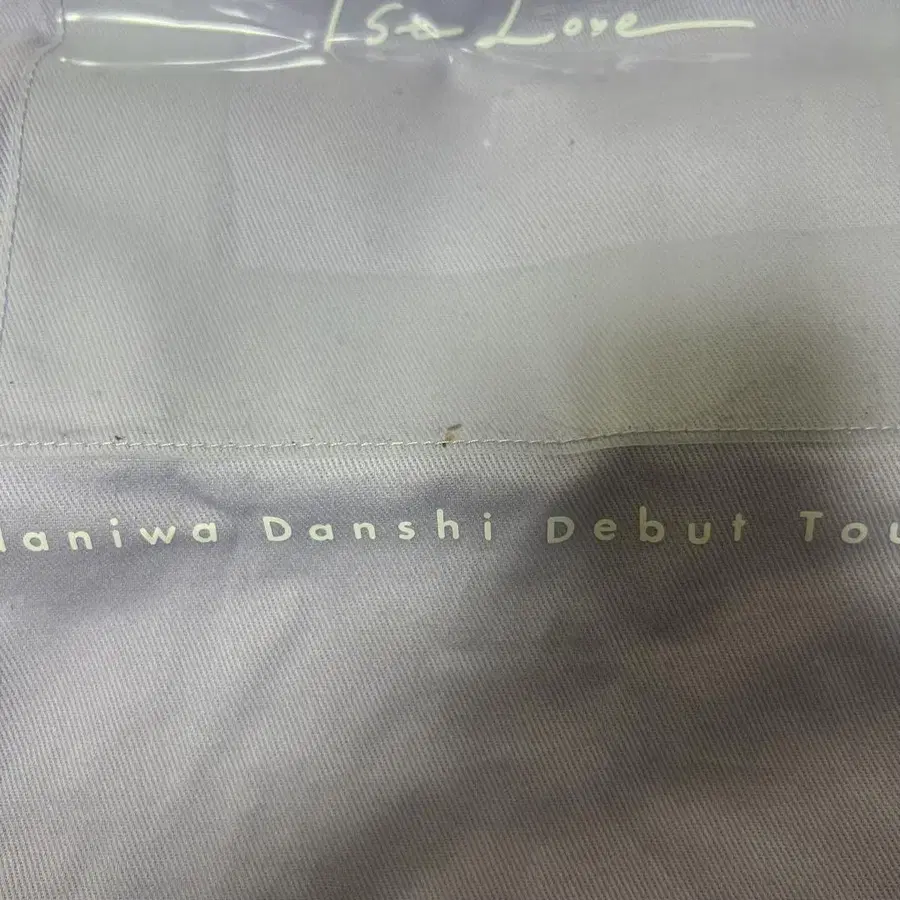 1st Love
aniwa Danshi Debut Tou